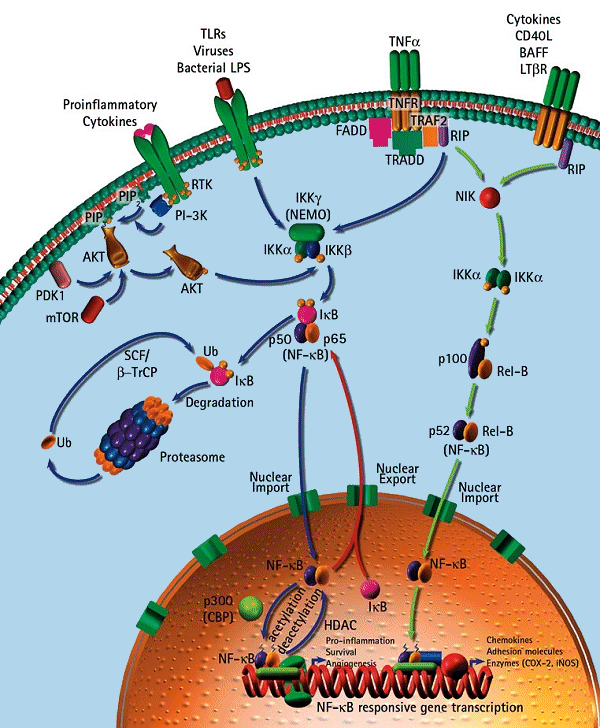 TLRs
Viruses
Bacterial LPS
TNFα
Cytokines
CD40L
BAFF
LTβR
Proinflammatory
Cytokines
TNFR
TRAF2
FADD
RIP
TRADD
RIP
RTK
PIP2
PIP
PI-3K
IKKγ
(NEMO)
NIK
AKT
IKKα
IKKβ
PDK1
AKT
IKKα
IKKα
mTOR
IκB
p50
p65
(NF-κB)
SCF/
β-TrCP
Ub
IκB
p100
Rel-B
Degradation
Ub
Proteasome
p52
Rel-B
(NF-κB)
Nuclear
Import
Nuclear
Export
Nuclear
Import
NF-κB
NF-κB
p300
(CBP)
acetylation
deacetylation
IκB
HDAC
NF-κB
Pro-inflammation
Survival
Angiogenesis
Chemokines
Adhesion molecules
Enzymes (COX-2, iNOS)
NF-κB responsive gene transcription